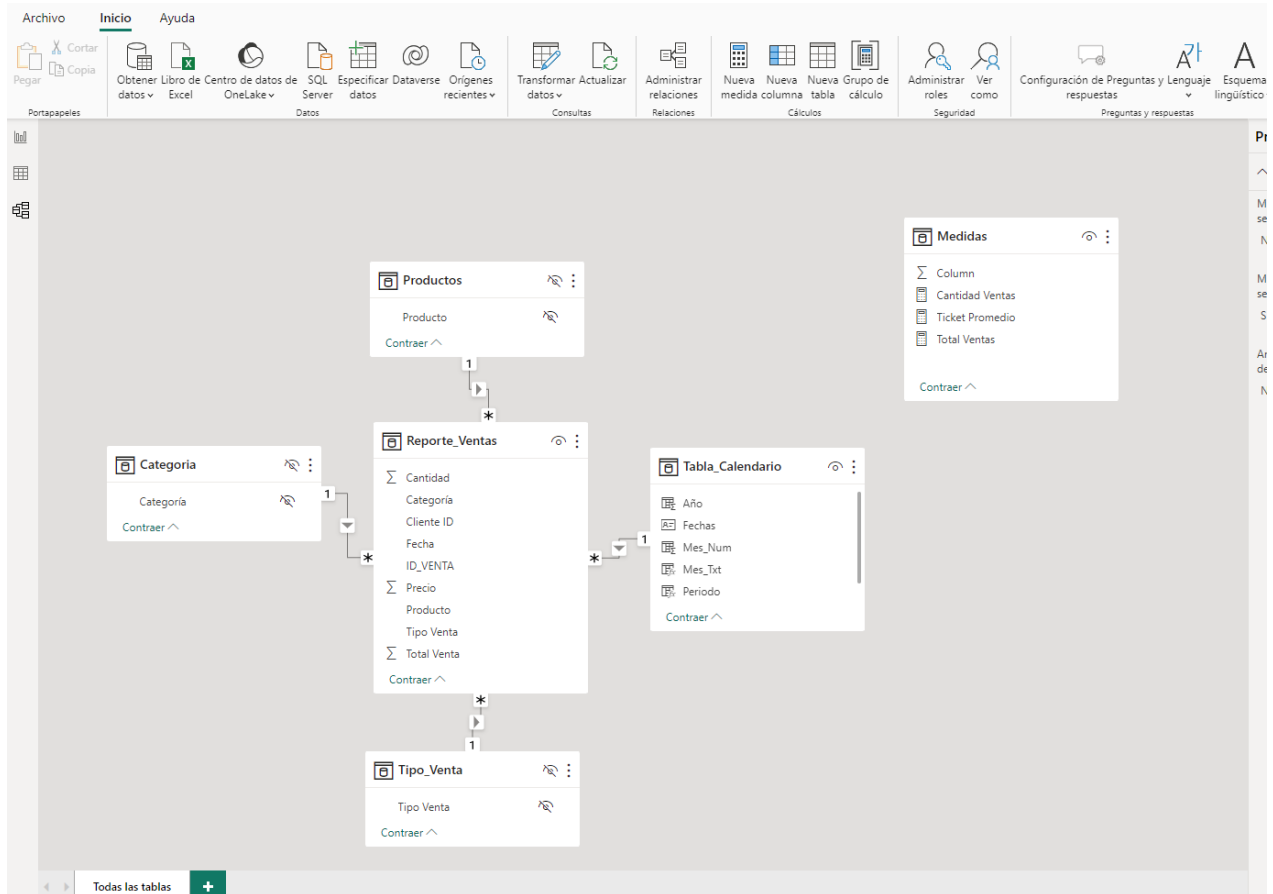 Archivo Inicio Ayuda
Pegar
Cortar
Copia
Portapapeles
Obtener datos
Libro de Excel
Centro de datos de OneLake
SQL Server
Especificar datos
Dataverse
Orígenes recientes
Datos
Transformar datos
Actualizar
Consultas
Administrar relaciones
Relaciones
Nueva medida
Nueva columna
Nueva tabla
Grupo de cálculo
Cálculos
Administrar roles
Ver como
Seguridad
Configuración de Preguntas y respuestas
Lenguaje
Esquema lingüístico
Preguntas y respuestas
Medidas
Column
Cantidad Ventas
Ticket Promedio
Total Ventas
Contraer
Productos
Producto
Contraer
1
*
Categoria
Categoría
Contraer
1
*
Reporte_Ventas
Cantidad
Categoría
Cliente ID
Fecha
ID_VENTA
Precio
Producto
Tipo Venta
Total Venta
Contraer
Tabla_Calendario
Año
Fechas
Mes_Num
Mes_Txt
Periodo
Contraer
1
*
*
1
Tipo_Venta
Tipo Venta
Contraer
Todas las tablas
+